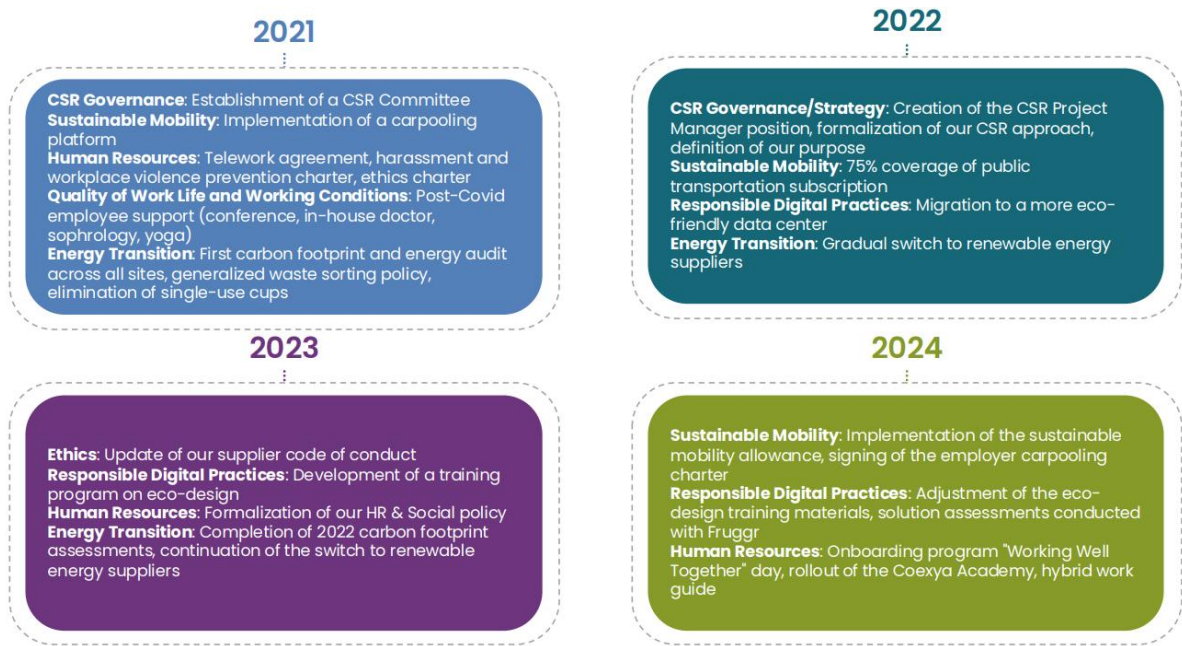 2021
CSR Governance: Establishment of a CSR Committee
Sustainable Mobility: Implementation of a carpooling
platform
Human Resources: Telework agreement, harassment and
workplace violence prevention charter, ethics charter
Quality of Work Life and Working Conditions: Post-Covid
employee support (conference, in-house doctor,
sophrology, yoga)
Energy Transition: First carbon footprint and energy audit
across all sites, generalized waste sorting policy,
elimination of single-use cups
2022
CSR Governance/Strategy: Creation of the CSR Project
Manager position, formalization of our CSR approach,
definition of our purpose
Sustainable Mobility: 75% coverage of public
transportation subscription
Responsible Digital Practices: Migration to a more eco-
friendly data center
Energy Transition: Gradual switch to renewable energy
suppliers
2023
Ethics: Update of our supplier code of conduct
Responsible Digital Practices: Development of a training
program on eco-design
Human Resources: Formalization of our HR & Social policy
Energy Transition: Completion of 2022 carbon footprint
assessments, continuation of the switch to renewable
energy suppliers
2024
Sustainable Mobility: Implementation of the sustainable
mobility allowance, signing of the employer carpooling
charter
Responsible Digital Practices: Adjustment of the eco-
design training materials, solution assessments conducted
with Fruggr
Human Resources: Onboarding program "Working Well
Together" day, rollout of the Coexya Academy, hybrid work
guide